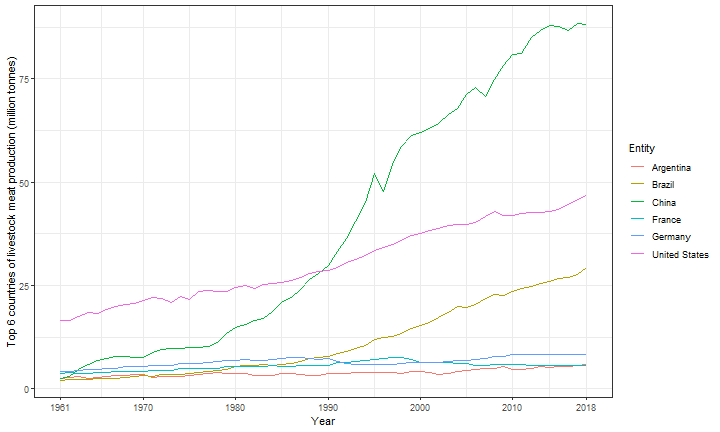 Top 6 countries of livestock meat production (million tonnes)
75
50
25
0
1961
1970
1980
1990
2000
2010
2018
Year
Entity
Argentina
Brazil
China
France
Germany
United States